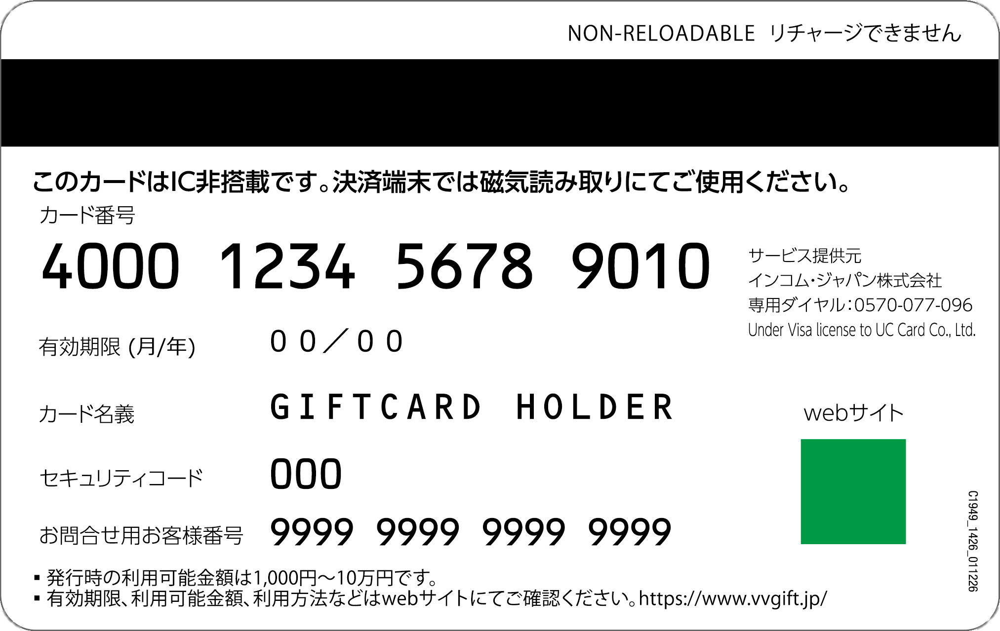 NON-RELOADABLE リチャージできません
このカードはIC非搭載です。決済端末では磁気読み取りにてご使用ください。
カード番号
4000 1234 5678 9010
サービス提供元
インコム・ジャパン株式会社
専用ダイヤル：0570-077-096
Under Visa license to UC Card Co., Ltd.
有効期限 (月/年) 00／00
カード名義 GIFTCARD HOLDER
セキュリティコード 000
お問合せ用お客様番号 9999 9999 9999 9999
webサイト
C1949_1426_011226
▪ 発行時の利用可能金額は1,000円～10万円です。
▪ 有効期限、利用可能金額、利用方法などはwebサイトにてご確認ください。https://www.vvgift.jp/